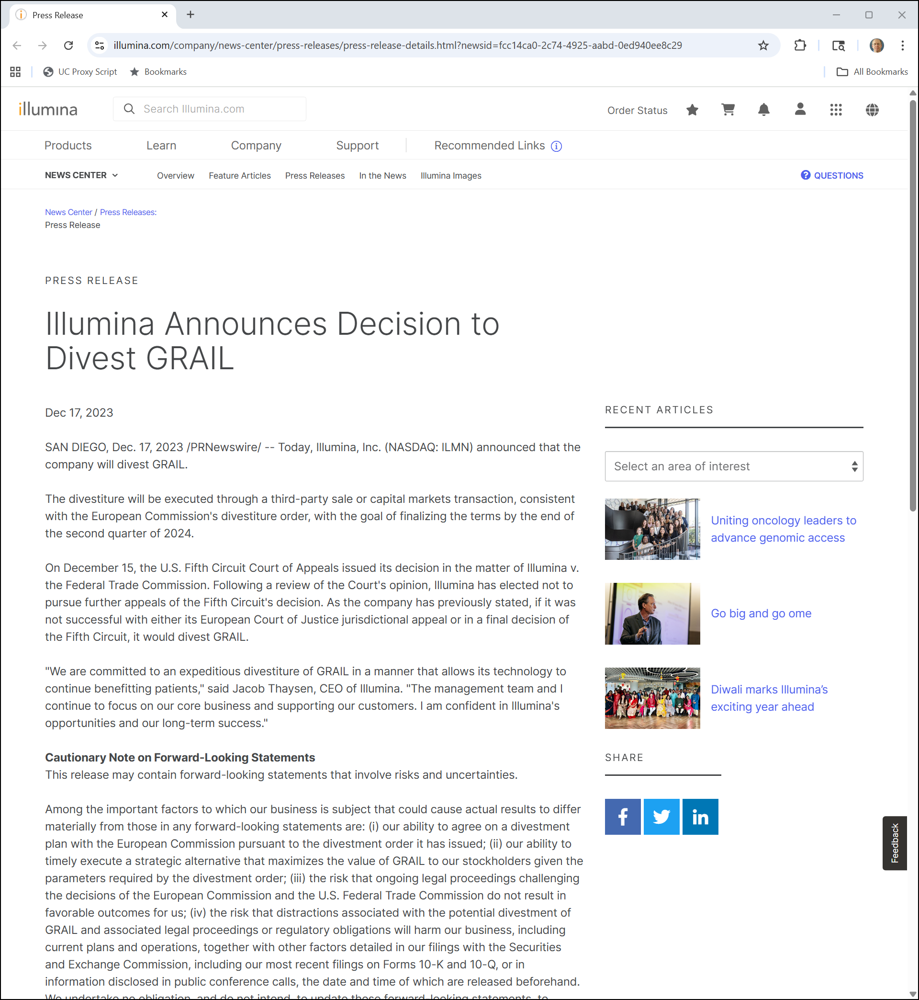 Press Release
illumina.com/company/news-center/press-releases/press-release-details.html?newsid=fcc14ca0-2c74-4925-aabd-0ed940ee8c29
UC Proxy Script
Bookmarks
All Bookmarks
illumina
Search Illumina.com
Order Status
Products
Learn
Company
Support
Recommended Links
NEWS CENTER
Overview
Feature Articles
Press Releases
In the News
Illumina Images
QUESTIONS
News Center / Press Releases:
Press Release
PRESS RELEASE
Illumina Announces Decision to
Divest GRAIL
Dec 17, 2023
SAN DIEGO, Dec. 17, 2023 /PRNewswire/ -- Today, Illumina, Inc. (NASDAQ: ILMN) announced that the
company will divest GRAIL.
The divestiture will be executed through a third-party sale or capital markets transaction, consistent
with the European Commission's divestiture order, with the goal of finalizing the terms by the end of
the second quarter of 2024.
On December 15, the U.S. Fifth Circuit Court of Appeals issued its decision in the matter of Illumina v.
the Federal Trade Commission. Following a review of the Court's opinion, Illumina has elected not to
pursue further appeals of the Fifth Circuit's decision. As the company has previously stated, if it was
not successful with either its European Court of Justice jurisdictional appeal or in a final decision of
the Fifth Circuit, it would divest GRAIL.
"We are committed to an expeditious divestiture of GRAIL in a manner that allows its technology to
continue benefitting patients," said Jacob Thaysen, CEO of Illumina. "The management team and I
continue to focus on our core business and supporting our customers. I am confident in Illumina's
opportunities and our long-term success."
Cautionary Note on Forward-Looking Statements
This release may contain forward-looking statements that involve risks and uncertainties.
Among the important factors to which our business is subject that could cause actual results to differ
materially from those in any forward-looking statements are: (i) our ability to agree on a divestment
plan with the European Commission pursuant to the divestment order it has issued; (ii) our ability to
timely execute a strategic alternative that maximizes the value of GRAIL to our stockholders given the
parameters required by the divestment order; (iii) the risk that ongoing legal proceedings challenging
the decisions of the European Commission and the U.S. Federal Trade Commission do not result in
favorable outcomes for us; (iv) the risk that distractions associated with the potential divestment of
GRAIL and associated legal proceedings or regulatory obligations will harm our business, including
current plans and operations, together with other factors detailed in our filings with the Securities
and Exchange Commission, including our most recent filings on Forms 10-K and 10-Q, or in
information disclosed in public conference calls, the date and time of which are released beforehand.
We undertake no obligation, and do not intend, to update these forward-looking statements, to
RECENT ARTICLES
Select an area of interest
Uniting oncology leaders to
advance genomic access
Go big and go ome
Diwali marks Illumina’s
exciting year ahead
SHARE
Feedback